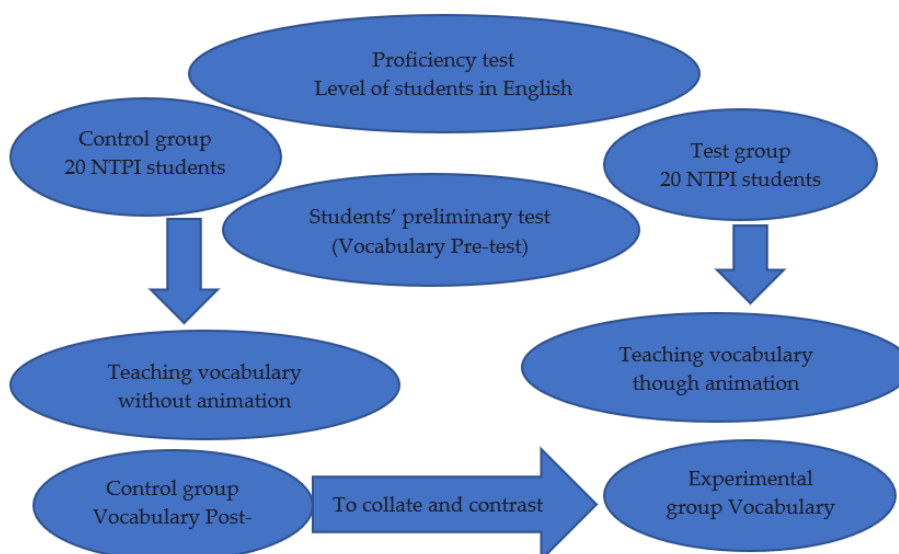 Proficiency test
Level of students in English
Control group
20 NTPI students
Test group
20 NTPI students
Students’ preliminary test
(Vocabulary Pre-test)
Teaching vocabulary
without animation
Teaching vocabulary
though animation
Control group
Vocabulary Post-
To collate and contrast
Experimental
group Vocabulary